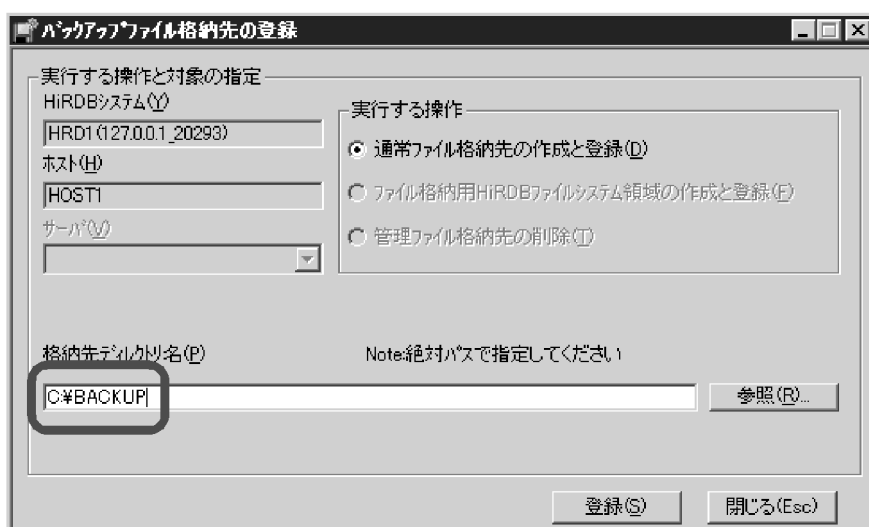 バックアップファイル格納先の登録
実行する操作と対象の指定
HiRDBシステム(Y)
HRD1(127.0.0.1_20293)
ホスト(H)
HOST1
サーバ(V)
実行する操作
通常ファイル格納先の作成と登録(D)
ファイル格納用HiRDBファイルシステム領域の作成と登録(F)
管理ファイル格納先の削除(T)
格納先ディレクトリ名(P)
Note:絶対パスで指定してください
C:¥BACKUP
参照(R)...
登録(S)
閉じる(Esc)